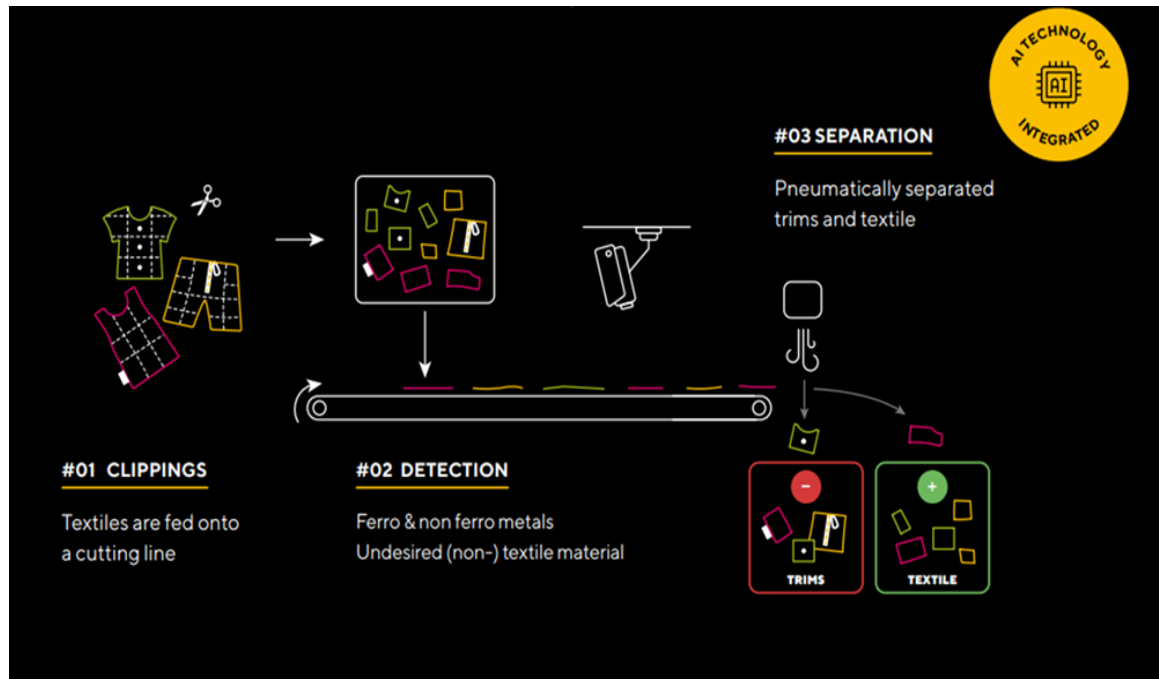 AI TECHNOLOGY
AI
INTEGRATED
#03 SEPARATION
Pneumatically separated
trims and textile
#01 CLIPPINGS
Textiles are fed onto
a cutting line
#02 DETECTION
Ferro & non ferro metals
Undesired (non-) textile material
-
TRIMS
+
TEXTILE